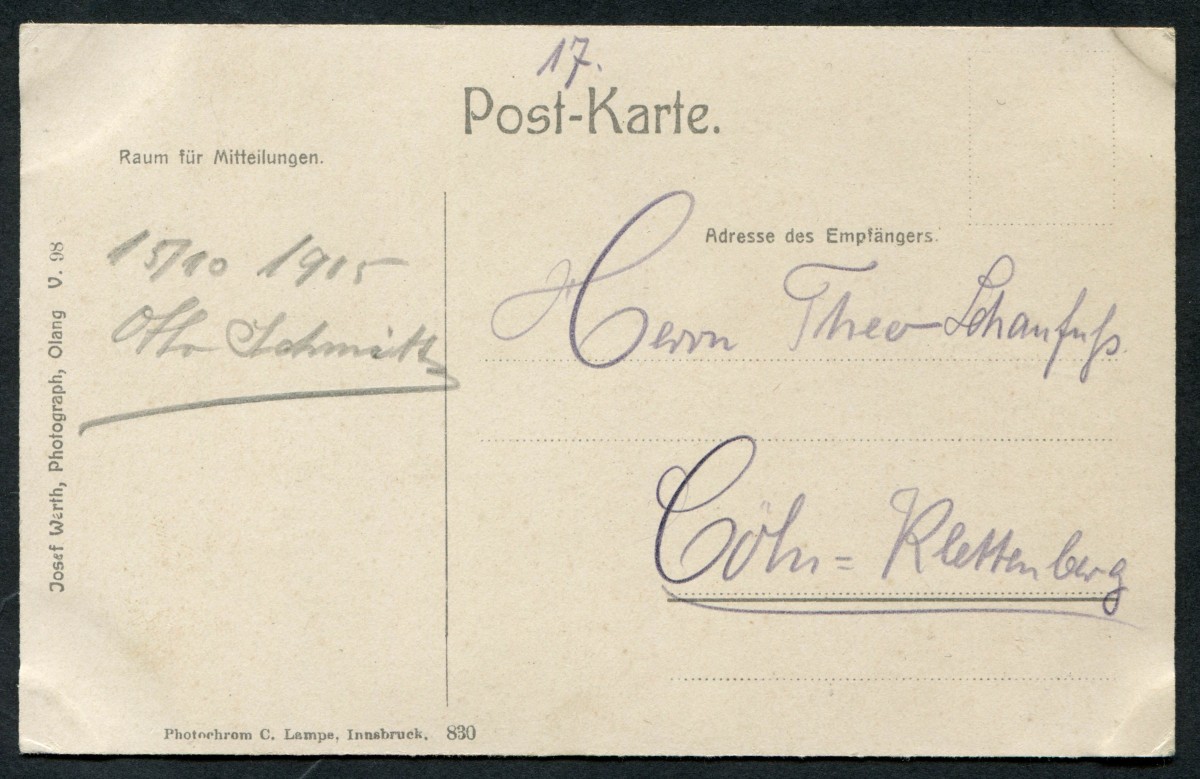 17.
Post-Karte.
Raum für Mitteilungen.
15/10 1915
Otto Schmidt
Adresse des Empfängers.
Herrn Theo Schaufuß
Cöln=Klettenberg
Josef Werth, Photograph, Olang V. 98
Photochrom C. Lampe, Innsbruck. 830